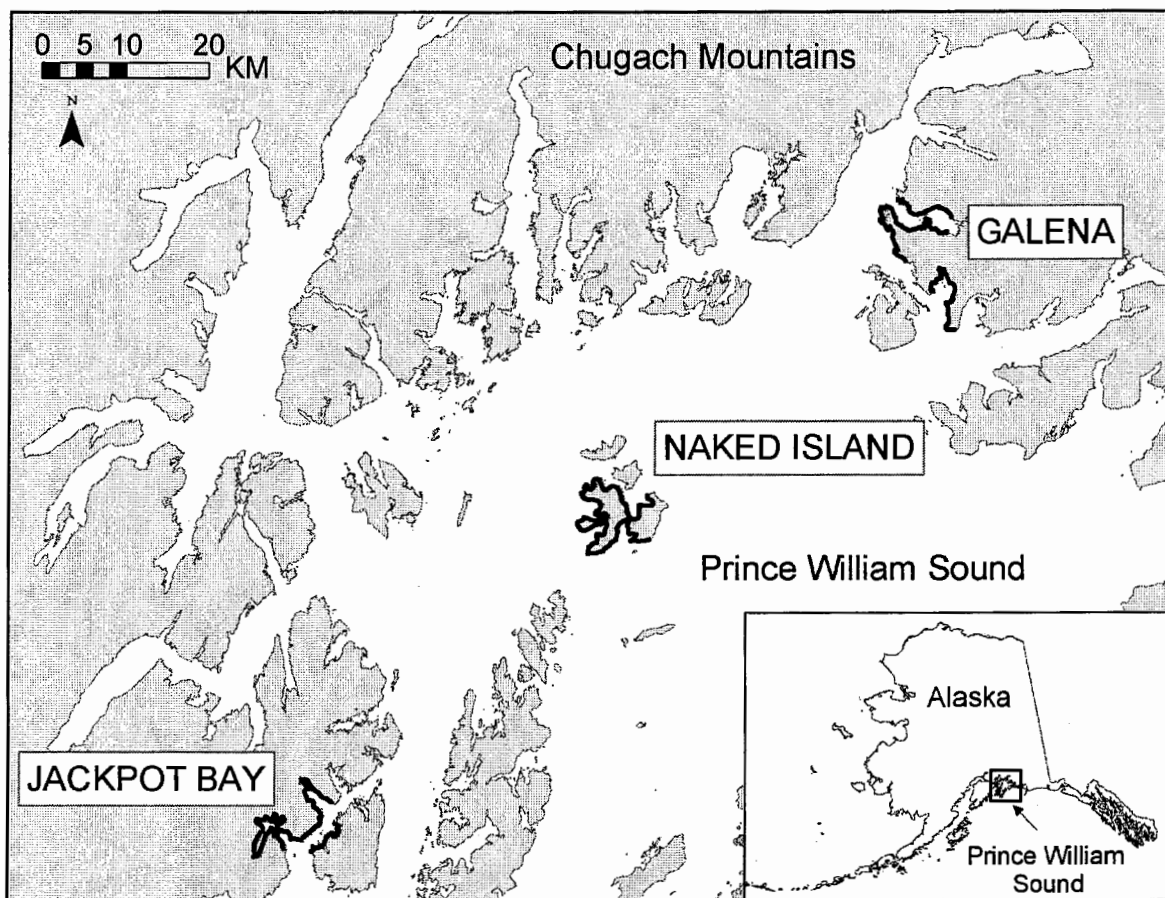 0 5 10 20
KM
N
Chugach Mountains
GALENA
NAKED ISLAND
Prince William Sound
JACKPOT BAY
Alaska
Prince William
Sound